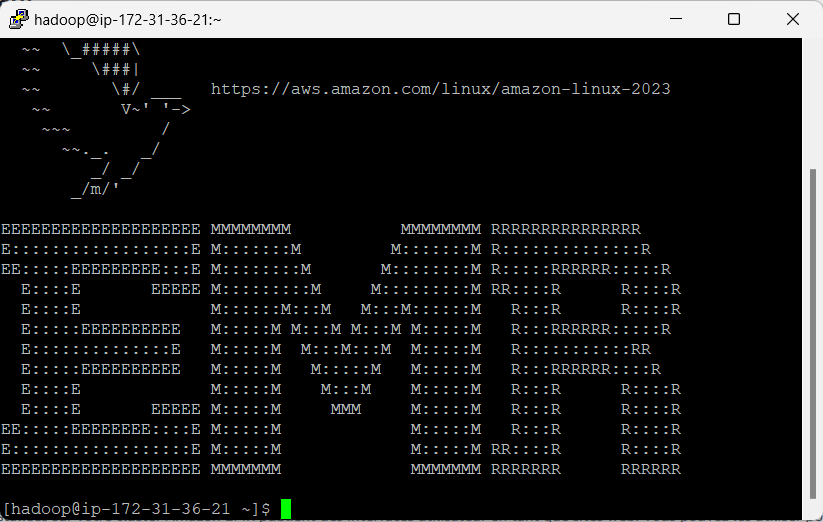 hadoop@ip-172-31-36-21:~
   ~~  \_#####\
   ~~     \###|
   ~~       \#/ ___   https://aws.amazon.com/linux/amazon-linux-2023
    ~~       V~' '->
     ~~~         /
       ~~._.   _/
          _/ _/
        _/m/'
EEEEEEEEEEEEEEEEEEEE MMMMMMMM           MMMMMMMM RRRRRRRRRRRRRRR
E::::::::::::::::::E M:::::::M         M:::::::M R::::::::::::::R
EE:::::EEEEEEEEE:::E M::::::::M       M::::::::M R:::::RRRRRR:::::R
  E::::E       EEEEE M:::::::::M     M:::::::::M RR::::R      R::::R
  E::::E             M::::::M:::M   M:::M::::::M   R:::R      R::::R
  E:::::EEEEEEEEEE   M:::::M M:::M M:::M M:::::M   R:::RRRRRR:::::R
  E::::::::::::::E   M:::::M  M:::M:::M  M:::::M   R:::::::::::RR
  E:::::EEEEEEEEEE   M:::::M   M:::::M   M:::::M   R:::RRRRRR::::R
  E::::E             M:::::M    M:::M    M:::::M   R:::R      R::::R
  E::::E       EEEEE M:::::M     MMM     M:::::M   R:::R      R::::R
EE:::::EEEEEEEE::::E M:::::M             M:::::M   R:::R      R::::R
E::::::::::::::::::E M:::::M             M:::::M RR::::R      R::::R
EEEEEEEEEEEEEEEEEEEE MMMMMMM             MMMMMMM RRRRRRR      RRRRRR
[hadoop@ip-172-31-36-21 ~]$